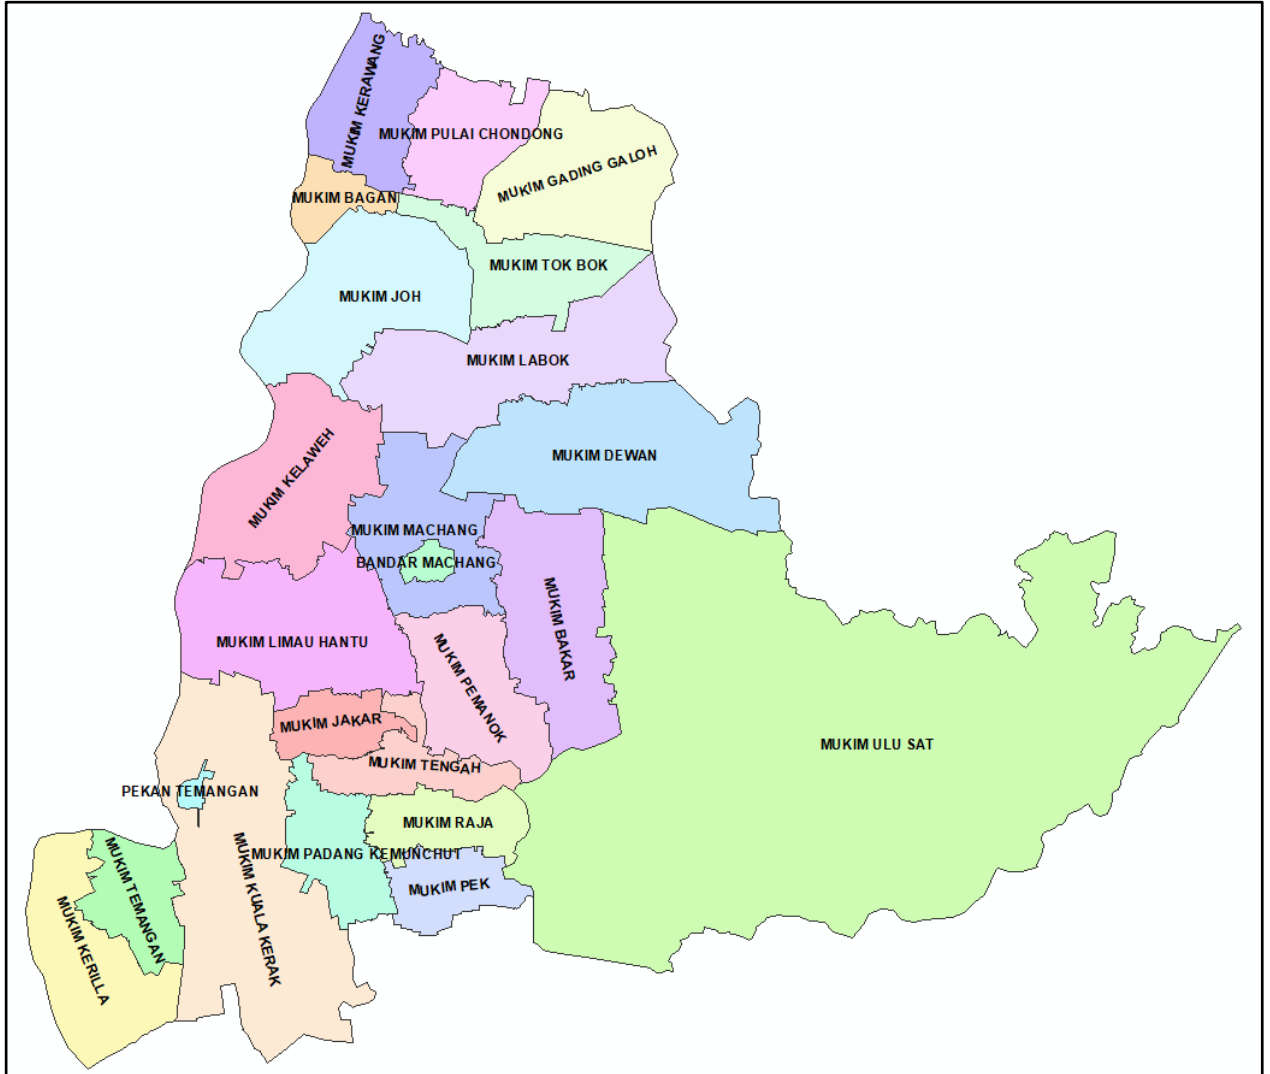 MUKIM KERAWANG
MUKIM PULAI CHONDONG
MUKIM GADING GALOH
MUKIM BAGAN
MUKIM TOK BOK
MUKIM JOH
MUKIM LABOK
MUKIM KELAWEH
MUKIM DEWAN
MUKIM MACHANG
BANDAR MACHANG
MUKIM BAKAR
MUKIM LIMAU HANTU
MUKIM PEMANOK
MUKIM JAKAR
MUKIM ULU SAT
MUKIM TENGAH
PEKAN TEMANGAN
MUKIM RAJA
MUKIM PADANG KEMUNCHUT
MUKIM PEK
MUKIM TEMANGAN
MUKIM KUALA KERAK
MUKIM KERILLA